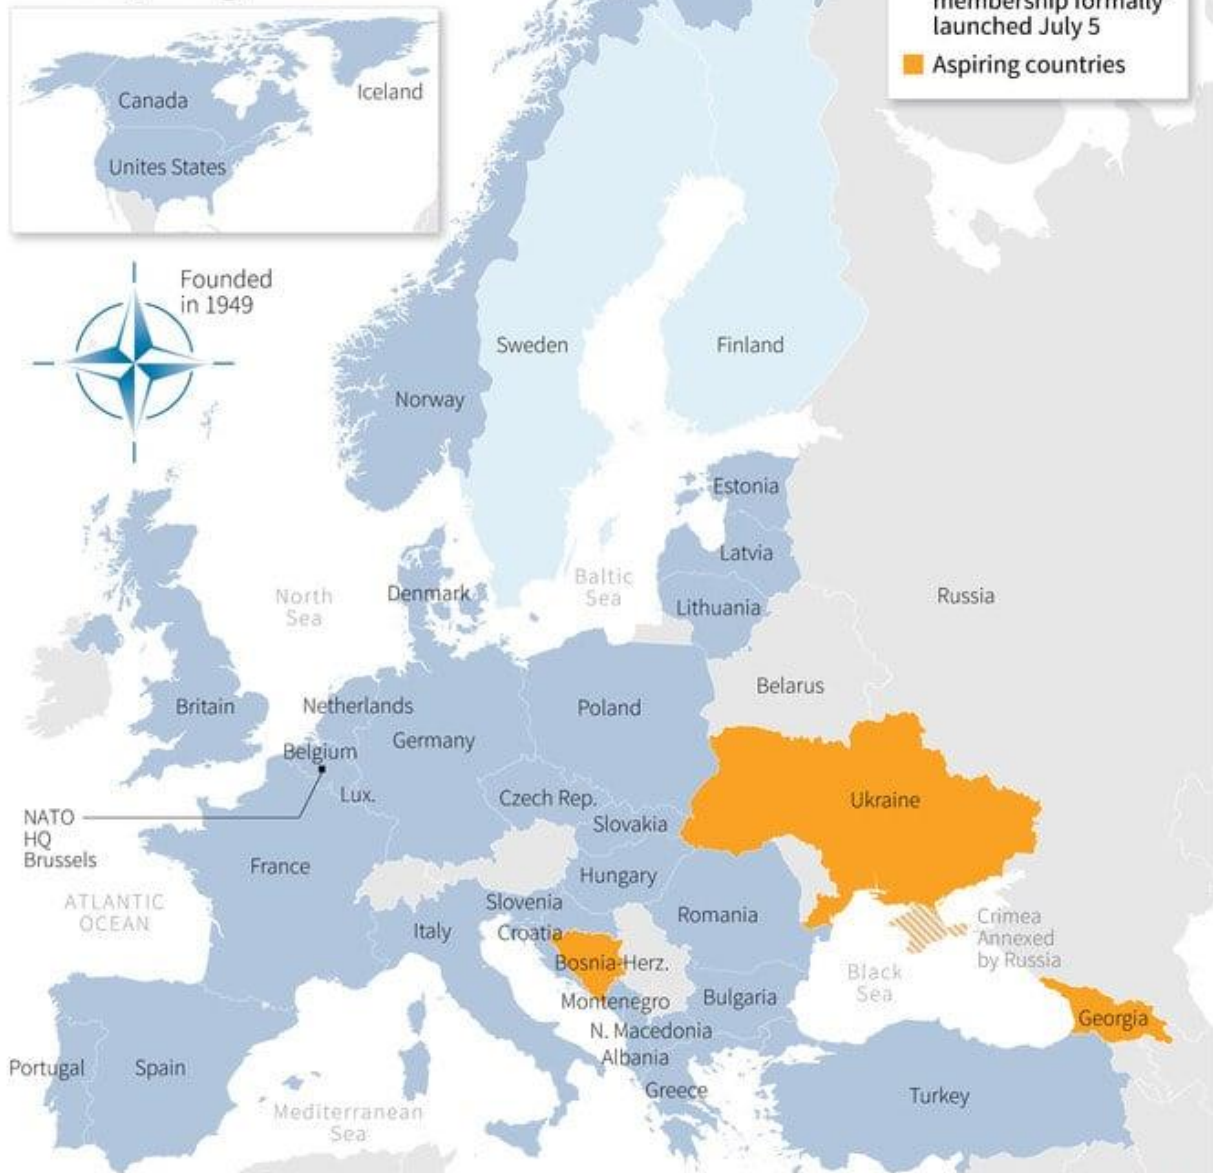 membership formally
launched July 5
Aspiring countries
Canada
Iceland
Unites States
Founded
in 1949
Sweden
Finland
Norway
Estonia
Latvia
Lithuania
Baltic
Sea
North
Sea
Denmark
Russia
Belarus
Britain
Netherlands
Poland
Germany
Belgium
Lux.
NATO
HQ
Brussels
Czech Rep.
Slovakia
Ukraine
France
Hungary
ATLANTIC
OCEAN
Slovenia
Romania
Italy
Croatia
Crimea
Annexed
by Russia
Bosnia-Herz.
Black
Sea
Montenegro
Bulgaria
Georgia
N. Macedonia
Albania
Portugal
Spain
Greece
Turkey
Mediterranean
Sea